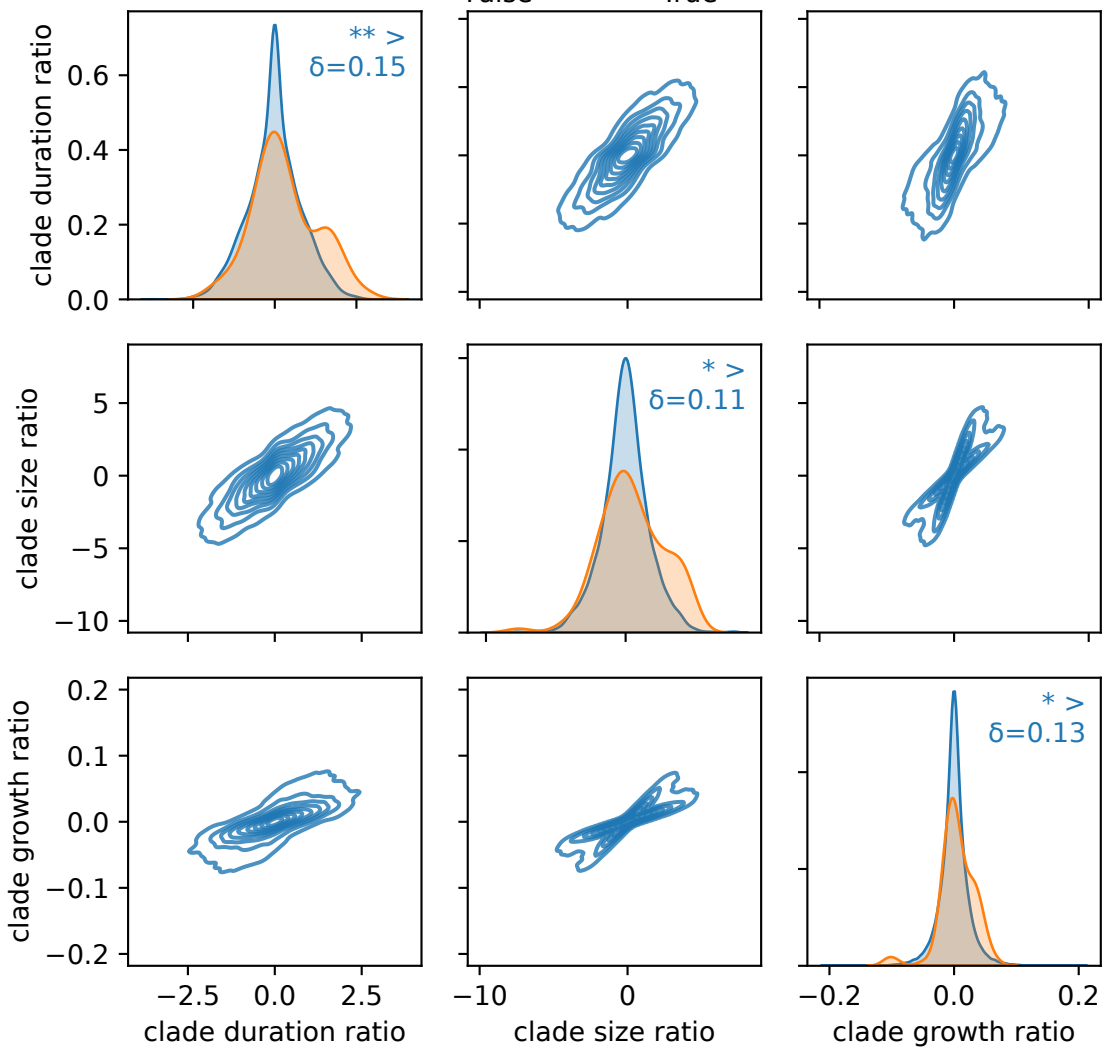 False True
clade duration ratio
0.6
0.4
0.2
0.0
** >
δ=0.15
clade size ratio
5
0
−5
−10
* >
δ=0.11
clade growth ratio
0.2
0.1
0.0
−0.1
−0.2
* >
δ=0.13
−2.5 0.0 2.5
−10 0
−0.2 0.0 0.2
clade duration ratio
clade size ratio
clade growth ratio